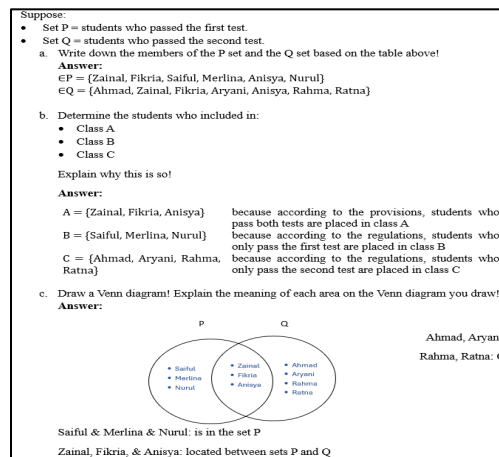 Suppose:
• Set P = students who passed the first test.
• Set Q = students who passed the second test.
a. Write down the members of the P set and the Q set based on the table above!
Answer:
∈P = {Zainal, Fikria, Saiful, Merlina, Anisya, Nurul}
∈Q = {Ahmad, Zainal, Fikria, Aryani, Anisya, Rahma, Ratna}
b. Determine the students who included in:
• Class A
• Class B
• Class C
Explain why this is so!
Answer:
A = {Zainal, Fikria, Anisya} because according to the provisions, students who
pass both tests are placed in class A
B = {Saiful, Merlina, Nurul} because according to the regulations, students who
only pass the first test are placed in class B
C = {Ahmad, Aryani, Rahma, because according to the regulations, students who
Ratna} only pass the second test are placed in class C
c. Draw a Venn diagram! Explain the meaning of each area on the Venn diagram you draw!
Answer:
P Q
• Saiful
• Merlina
• Nurul
• Zainal
• Fikria
• Anisya
• Ahmad
• Aryani
• Rahma
• Ratna
Ahmad, Aryan
Rahma, Ratna:
Saiful & Merlina & Nurul: is in the set P
Zainal, Fikria, & Anisya: located between sets P and Q